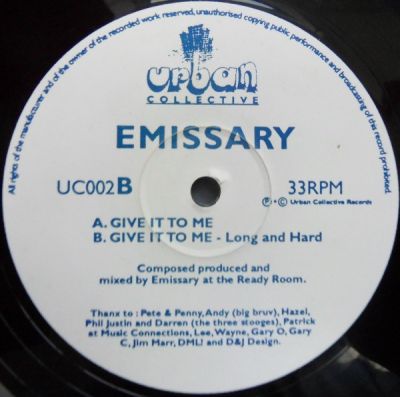 All rights of the manufacturer and of the owner of the recorded work reserved, unauthorised copying public performance and broadcasting of this record prohibited.
urban
COLLECTIVE
EMISSARY
UC002B
33RPM
Ⓟ+© Urban Collective Records
A. GIVE IT TO ME
B. GIVE IT TO ME - Long and Hard
Composed produced and
mixed by Emissary at the Ready Room.
Thanx to : Pete & Penny, Andy (big bruv), Hazel,
Phil Justin and Darren (the three stooges), Patrick
at Music Connections, Lee, Wayne, Gary O, Gary
C, Jim Marr, DML! and D&J Design.